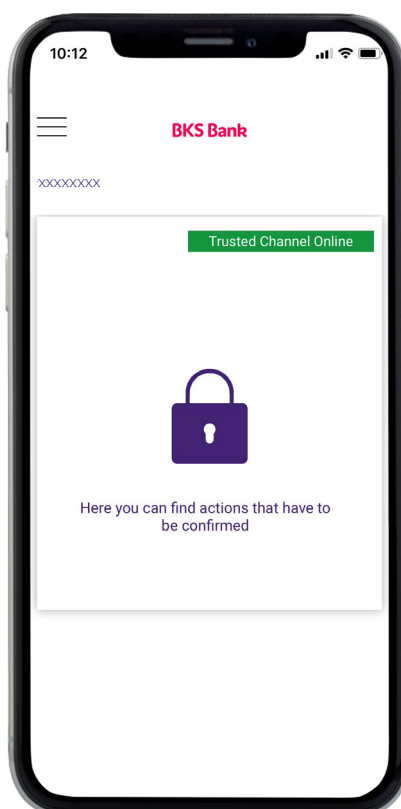 10:12
BKS Bank
xxxxxxxx
Trusted Channel Online
Here you can find actions that have to
be confirmed